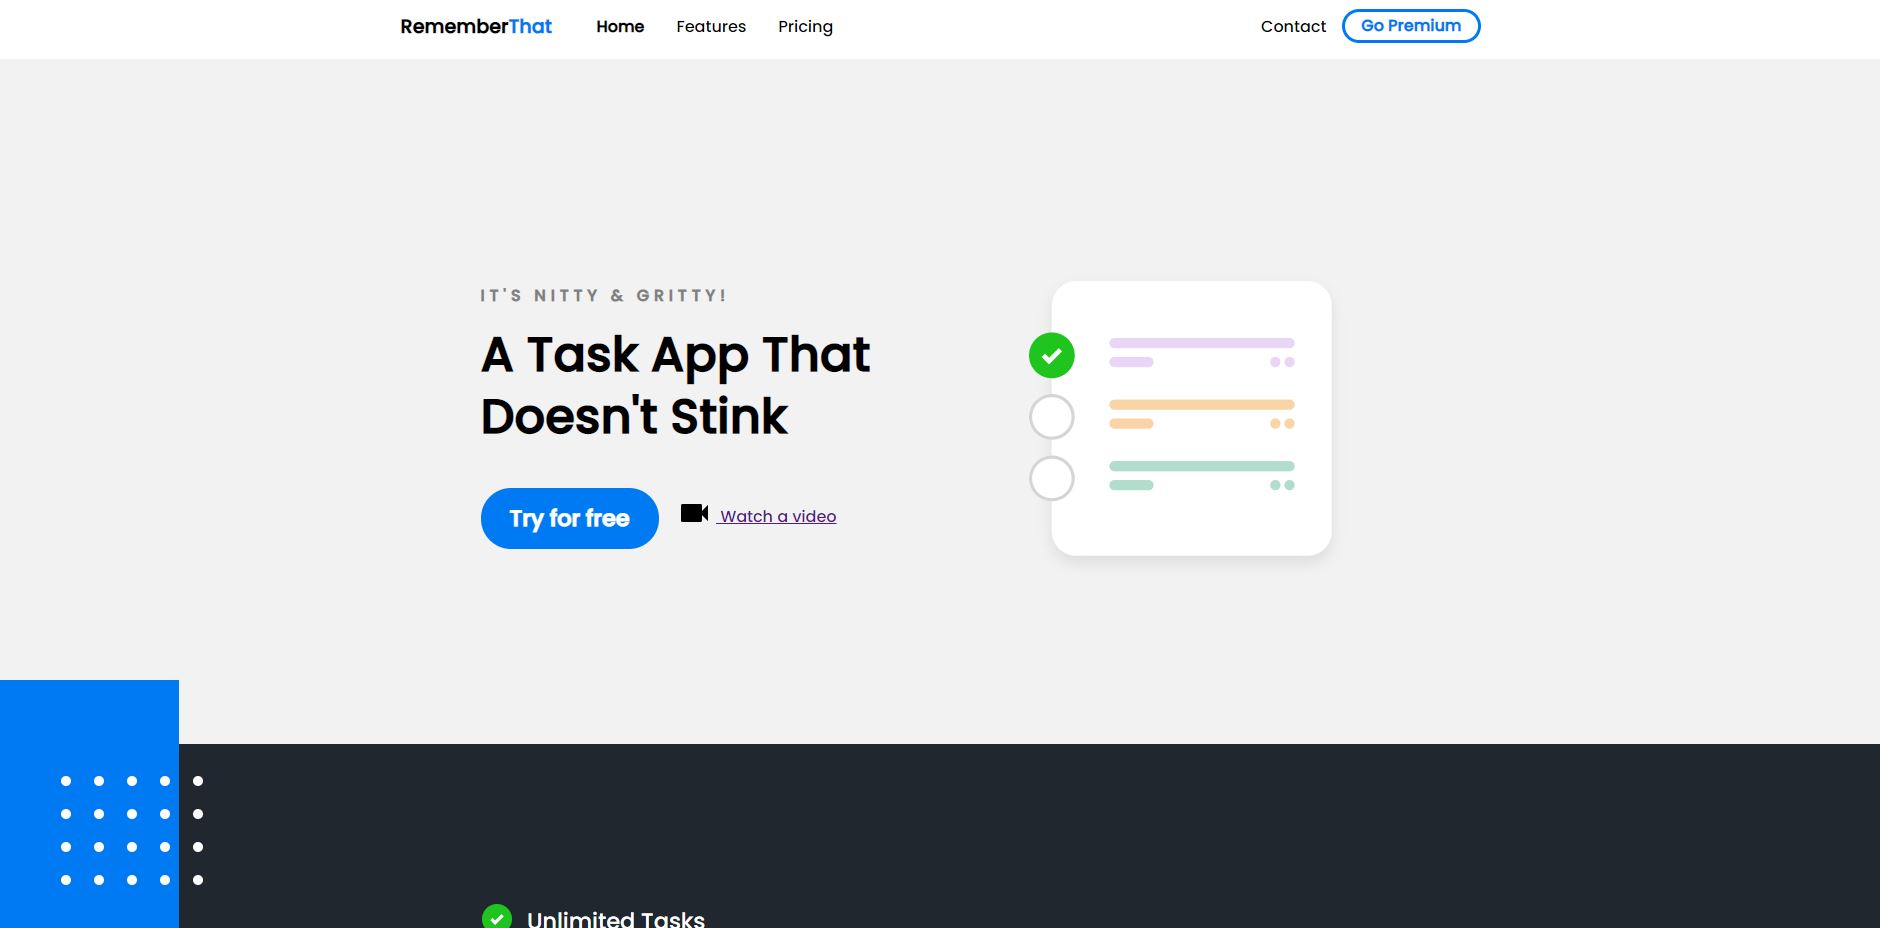 RememberThat Home Features Pricing Contact Go Premium
IT'S NITTY & GRITTY!
A Task App That
Doesn't Stink
Try for free Watch a video
Unlimited Tasks